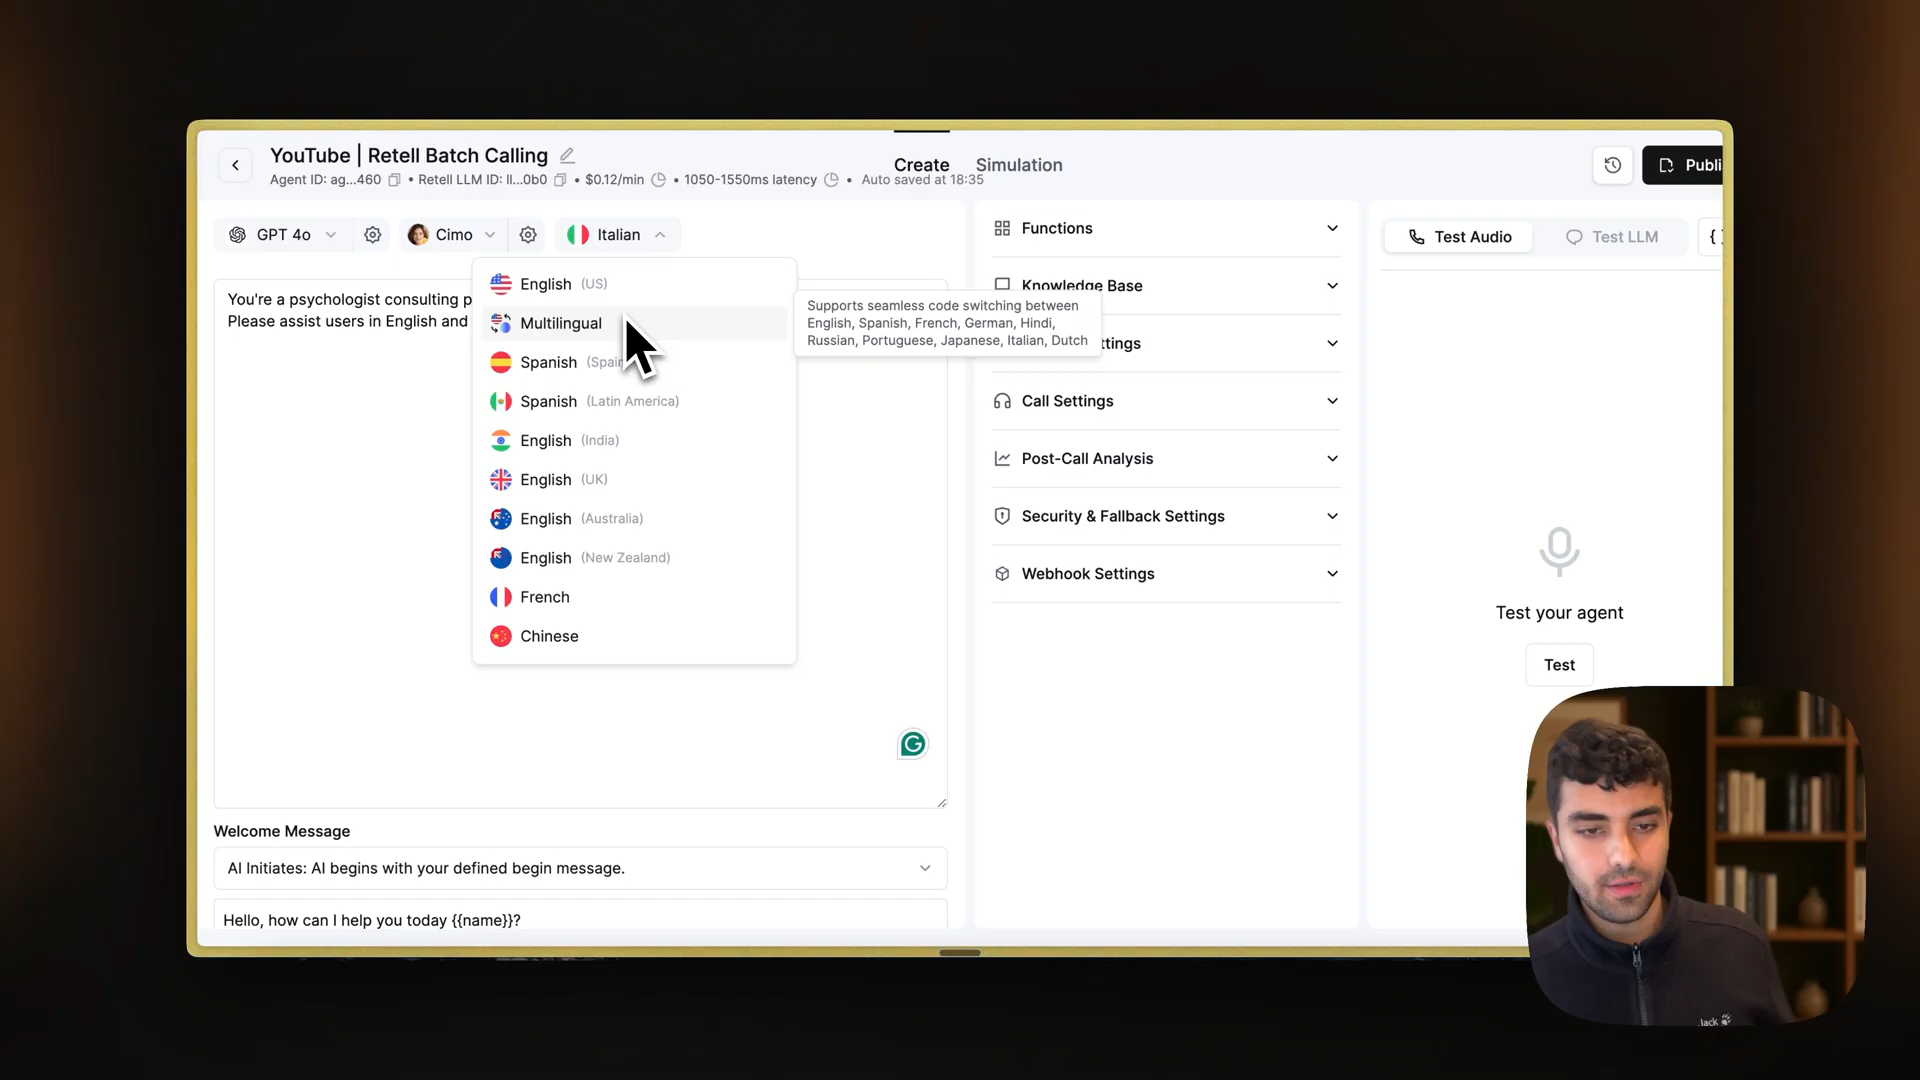 YouTube | Retell Batch Calling
Agent ID: ag...460 • Retell LLM ID: ll...0b0 • $0.12/min • 1050-1550ms latency • Auto saved at 18:35
Create
Simulation
Publi
GPT 4o
Cimo
Italian
You're a psychologist consulting p
Please assist users in English and
English (US)
Multilingual
Spanish (Spain
Spanish (Latin America)
English (India)
English (UK)
English (Australia)
English (New Zealand)
French
Chinese
Supports seamless code switching between
English, Spanish, French, German, Hindi,
Russian, Portuguese, Japanese, Italian, Dutch
Welcome Message
AI Initiates: AI begins with your defined begin message.
Hello, how can I help you today {{name}}?
Functions
Knowledge Base
ttings
Call Settings
Post-Call Analysis
Security & Fallback Settings
Webhook Settings
Test Audio
Test LLM
{
Test your agent
Test
Jack